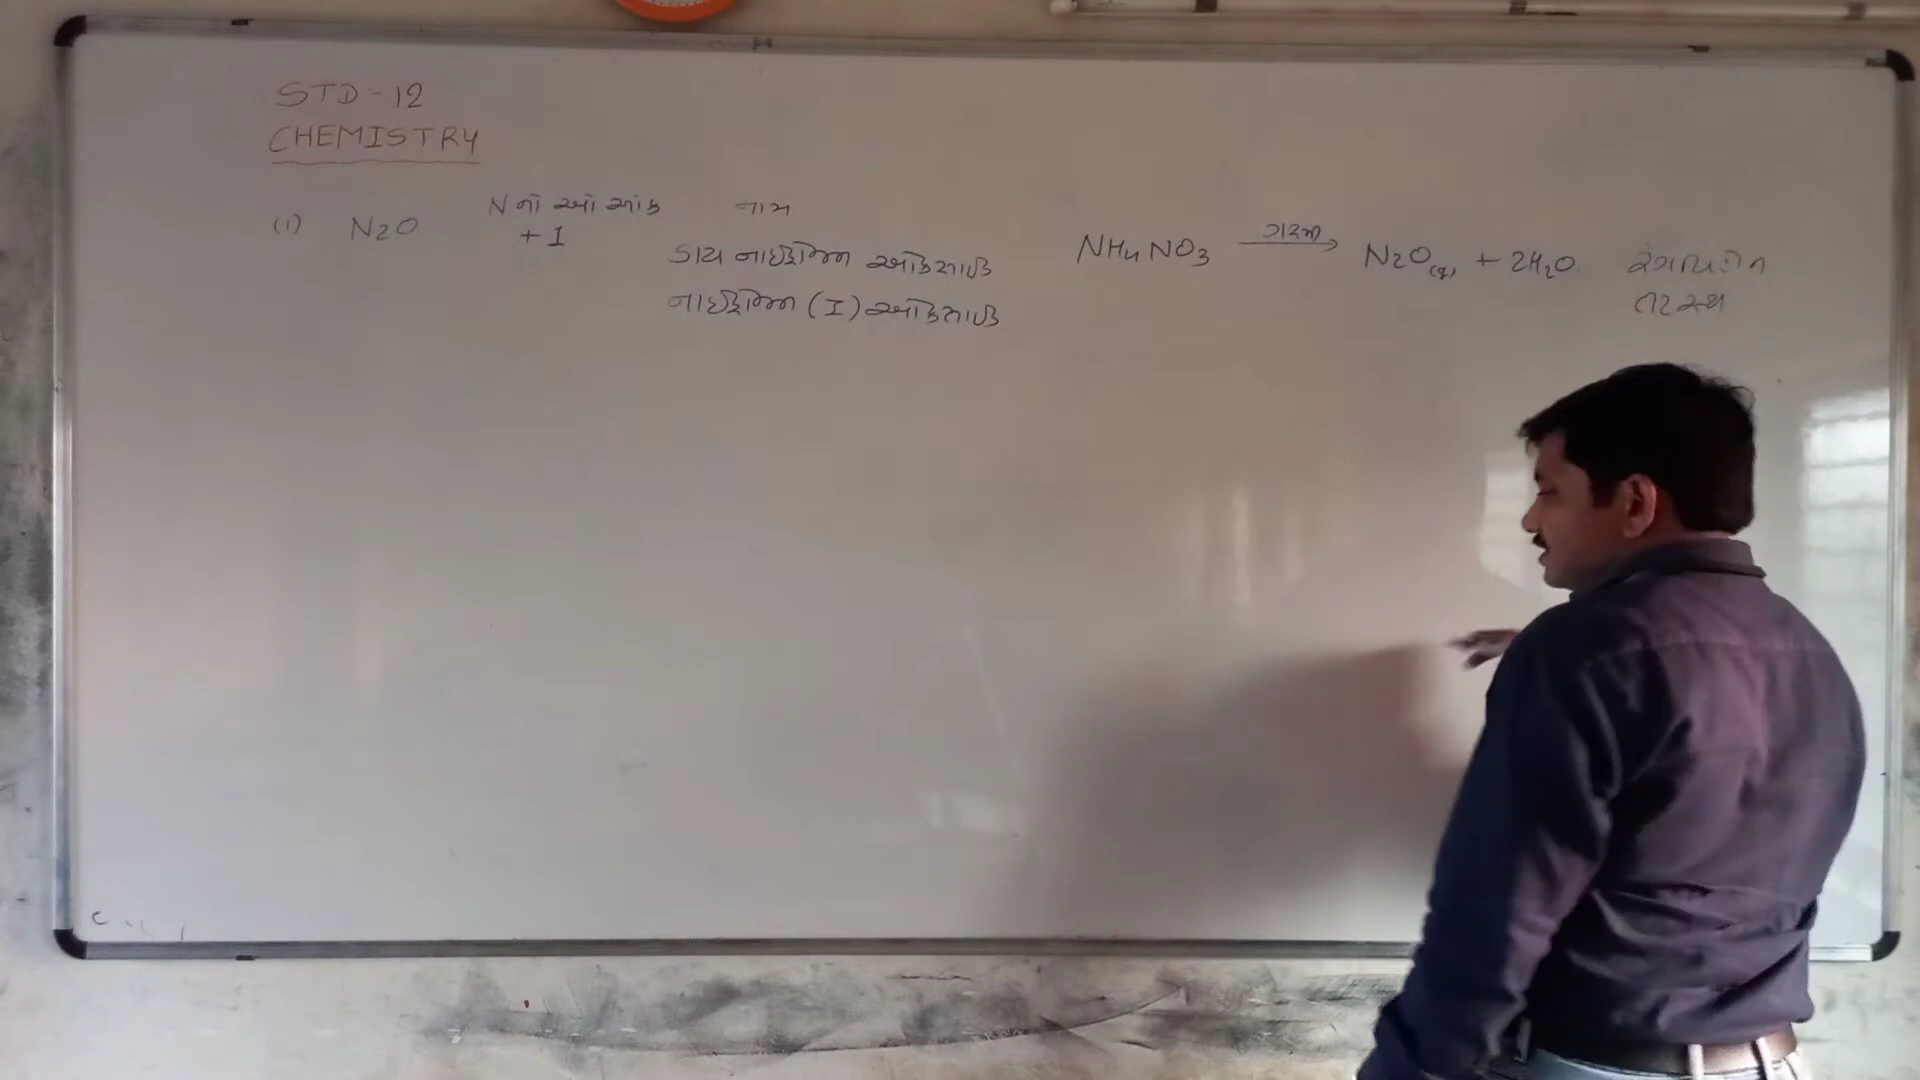 STD - 12
CHEMISTRY
(1) N2O
N નો ઓ આંક
+ I
નામ
ડાય નાઇટ્રોજન ઓક્સાઇડ
નાઇટ્રોજન (I) ઓક્સાઇડ
NH4NO3 —ગરમી→ N2O(g) + 2H2O
રંગવિહીન
તટસ્થ